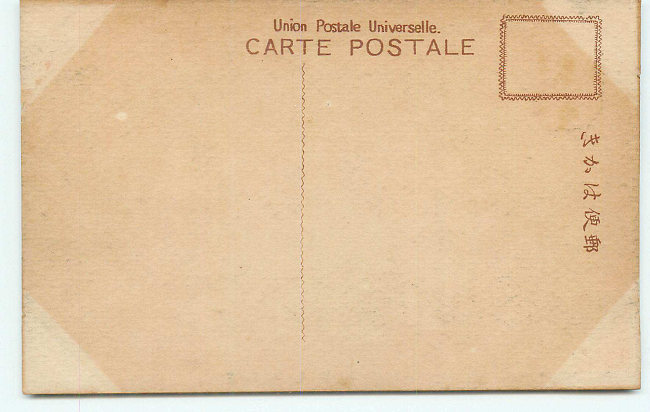 Union Postale Universelle.
CARTE POSTALE
郵便はかき